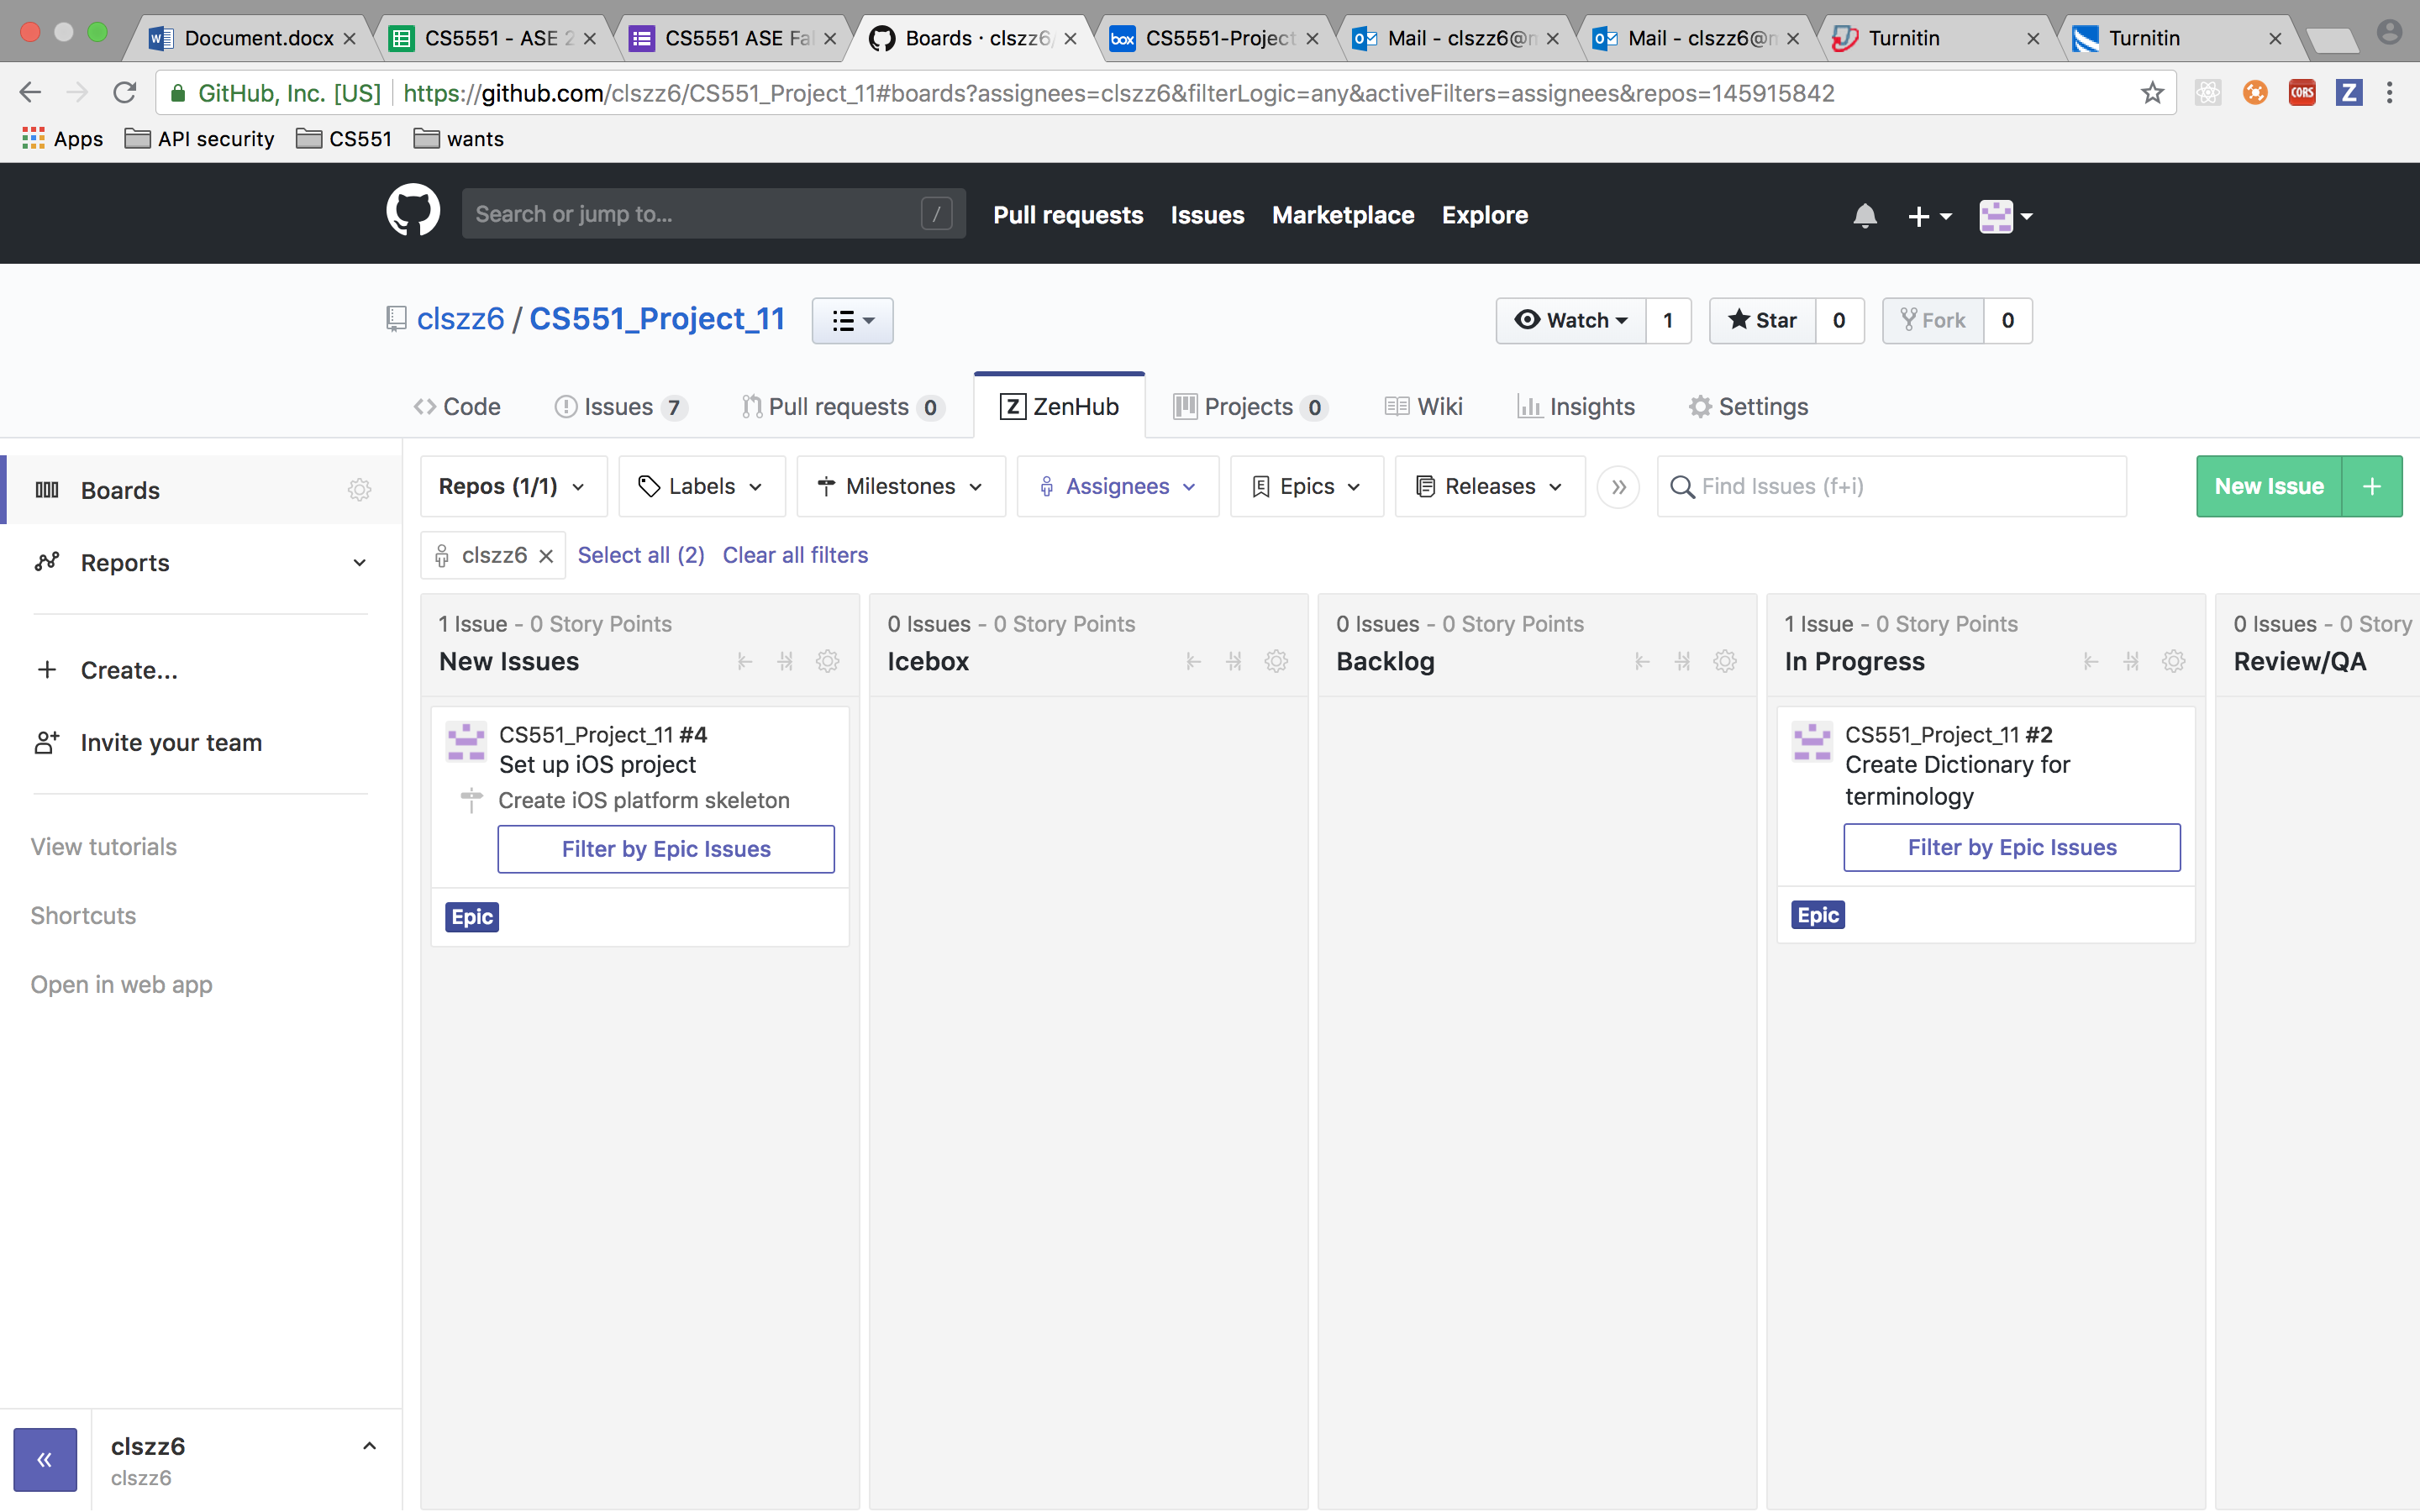 Document.docx
CS5551 - ASE 2
CS5551 ASE Fal
Boards · clszz6/
CS5551-Project
Mail - clszz6@n
Mail - clszz6@n
Turnitin
Turnitin
GitHub, Inc. [US]
https://github.com/clszz6/CS551_Project_11#boards?assignees=clszz6&filterLogic=any&activeFilters=assignees&repos=145915842
CORS
Z
Apps
API security
CS551
wants
Search or jump to...
/
Pull requests
Issues
Marketplace
Explore
clszz6 / CS551_Project_11
Watch 1
Star 0
Fork 0
Code
Issues 7
Pull requests 0
Z ZenHub
Projects 0
Wiki
Insights
Settings
Boards
Reports
Create...
Invite your team
View tutorials
Shortcuts
Open in web app
clszz6
clszz6
Repos (1/1)
Labels
Milestones
Assignees
Epics
Releases
Find Issues (f+i)
New Issue
clszz6
Select all (2)
Clear all filters
1 Issue - 0 Story Points
New Issues
CS551_Project_11 #4
Set up iOS project
Create iOS platform skeleton
Filter by Epic Issues
Epic
0 Issues - 0 Story Points
Icebox
0 Issues - 0 Story Points
Backlog
1 Issue - 0 Story Points
In Progress
CS551_Project_11 #2
Create Dictionary for
terminology
Filter by Epic Issues
Epic
0 Issues - 0 Story
Review/QA